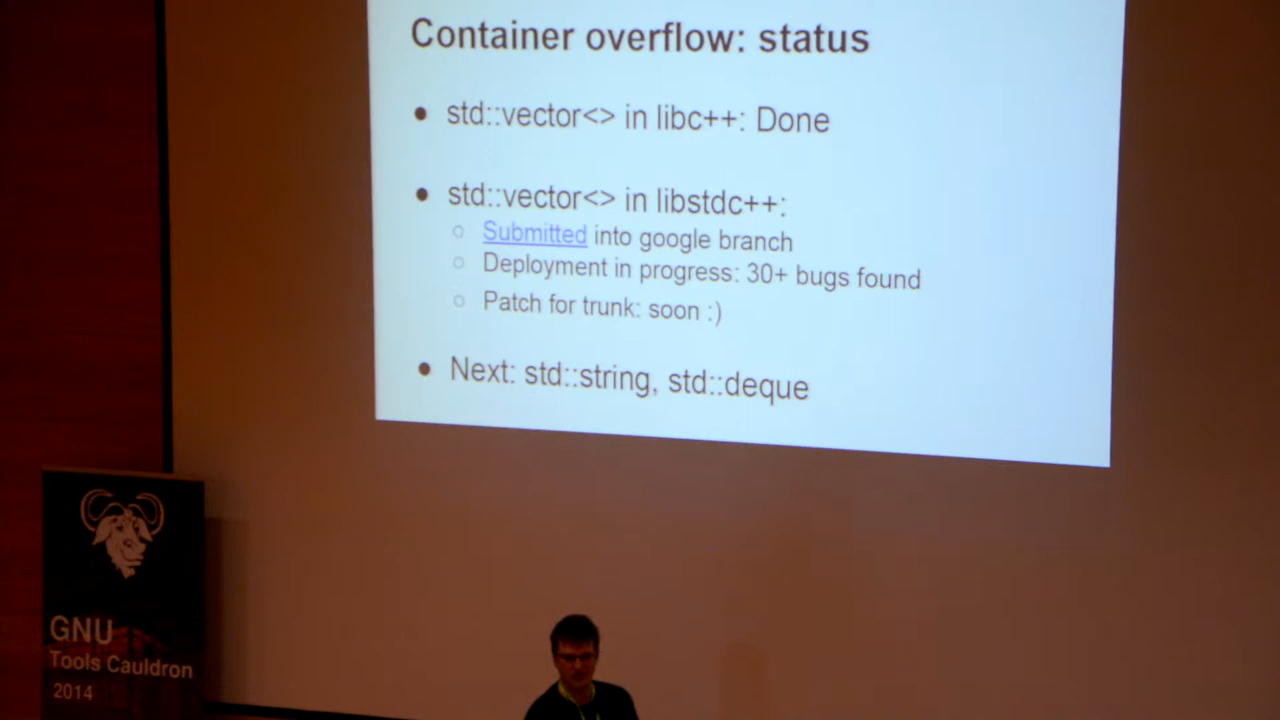 Container overflow: status
std::vector<> in libc++: Done
std::vector<> in libstdc++:
Submitted into google branch
Deployment in progress: 30+ bugs found
Patch for trunk: soon :)
Next: std::string, std::deque
GNU
Tools Cauldron
2014